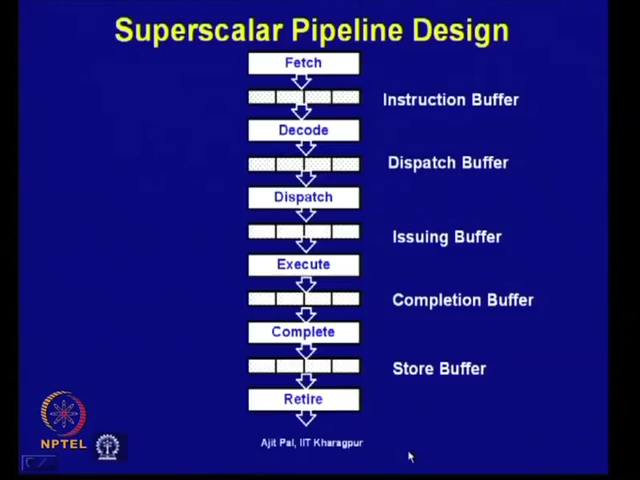 Superscalar Pipeline Design
Fetch
Instruction Buffer
Decode
Dispatch Buffer
Dispatch
Issuing Buffer
Execute
Completion Buffer
Complete
Store Buffer
Retire
NPTEL
Ajit Pal, IIT Kharagpur